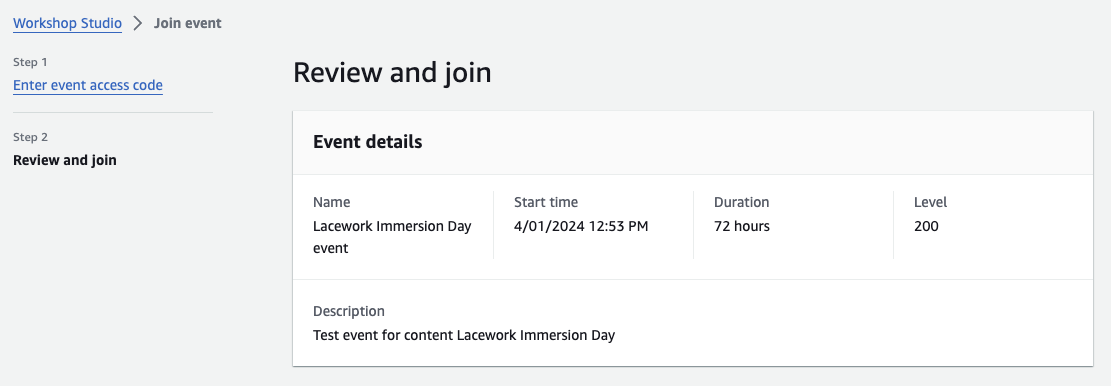 Workshop Studio > Join event
Step 1
Enter event access code
Step 2
Review and join
Review and join
Event details
Name
Lacework Immersion Day
event
Start time
4/01/2024 12:53 PM
Duration
72 hours
Level
200
Description
Test event for content Lacework Immersion Day